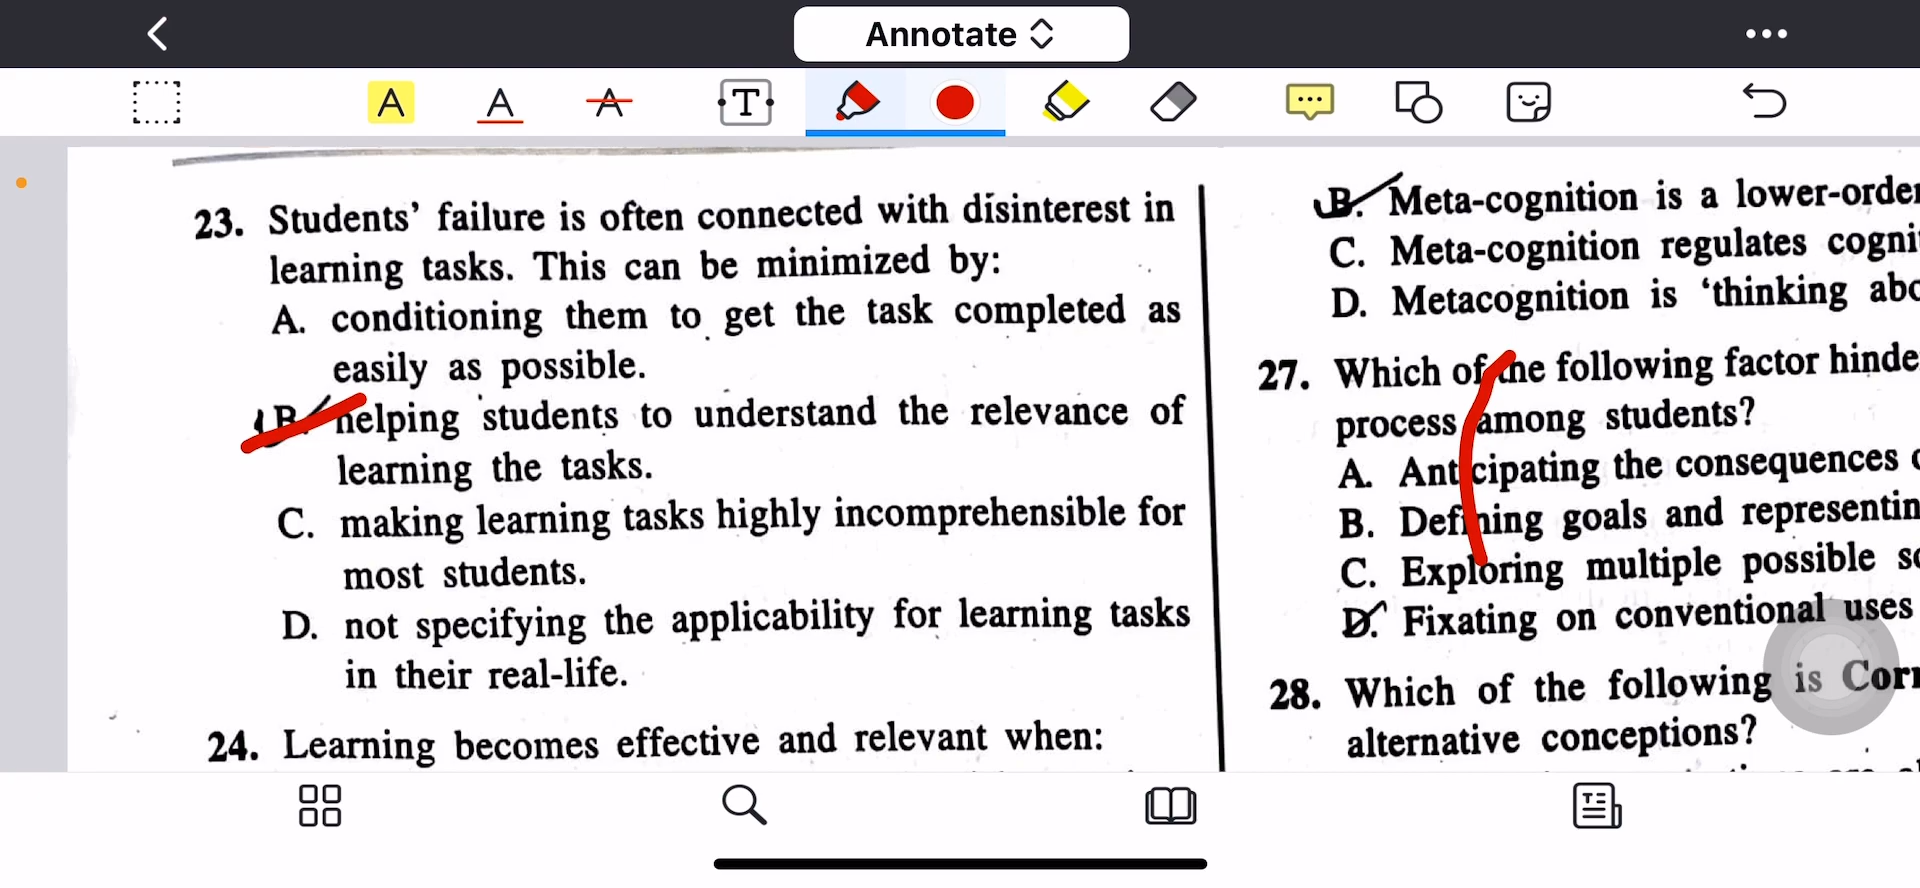 Annotate
A A A T
23. Students' failure is often connected with disinterest in
learning tasks. This can be minimized by:
A. conditioning them to get the task completed as
easily as possible.
B. helping students to understand the relevance of
learning the tasks.
C. making learning tasks highly incomprehensible for
most students.
D. not specifying the applicability for learning tasks
in their real-life.
24. Learning becomes effective and relevant when:
B. Meta-cognition is a lower-order
C. Meta-cognition regulates
D. Metacognition is 'thinking
27. Which of the following factor
process among students?
A. Anticipating the consequences
B. Defining goals and
C. Exploring multiple possible
D. Fixating on conventional uses
28. Which of the following is
alternative conceptions?